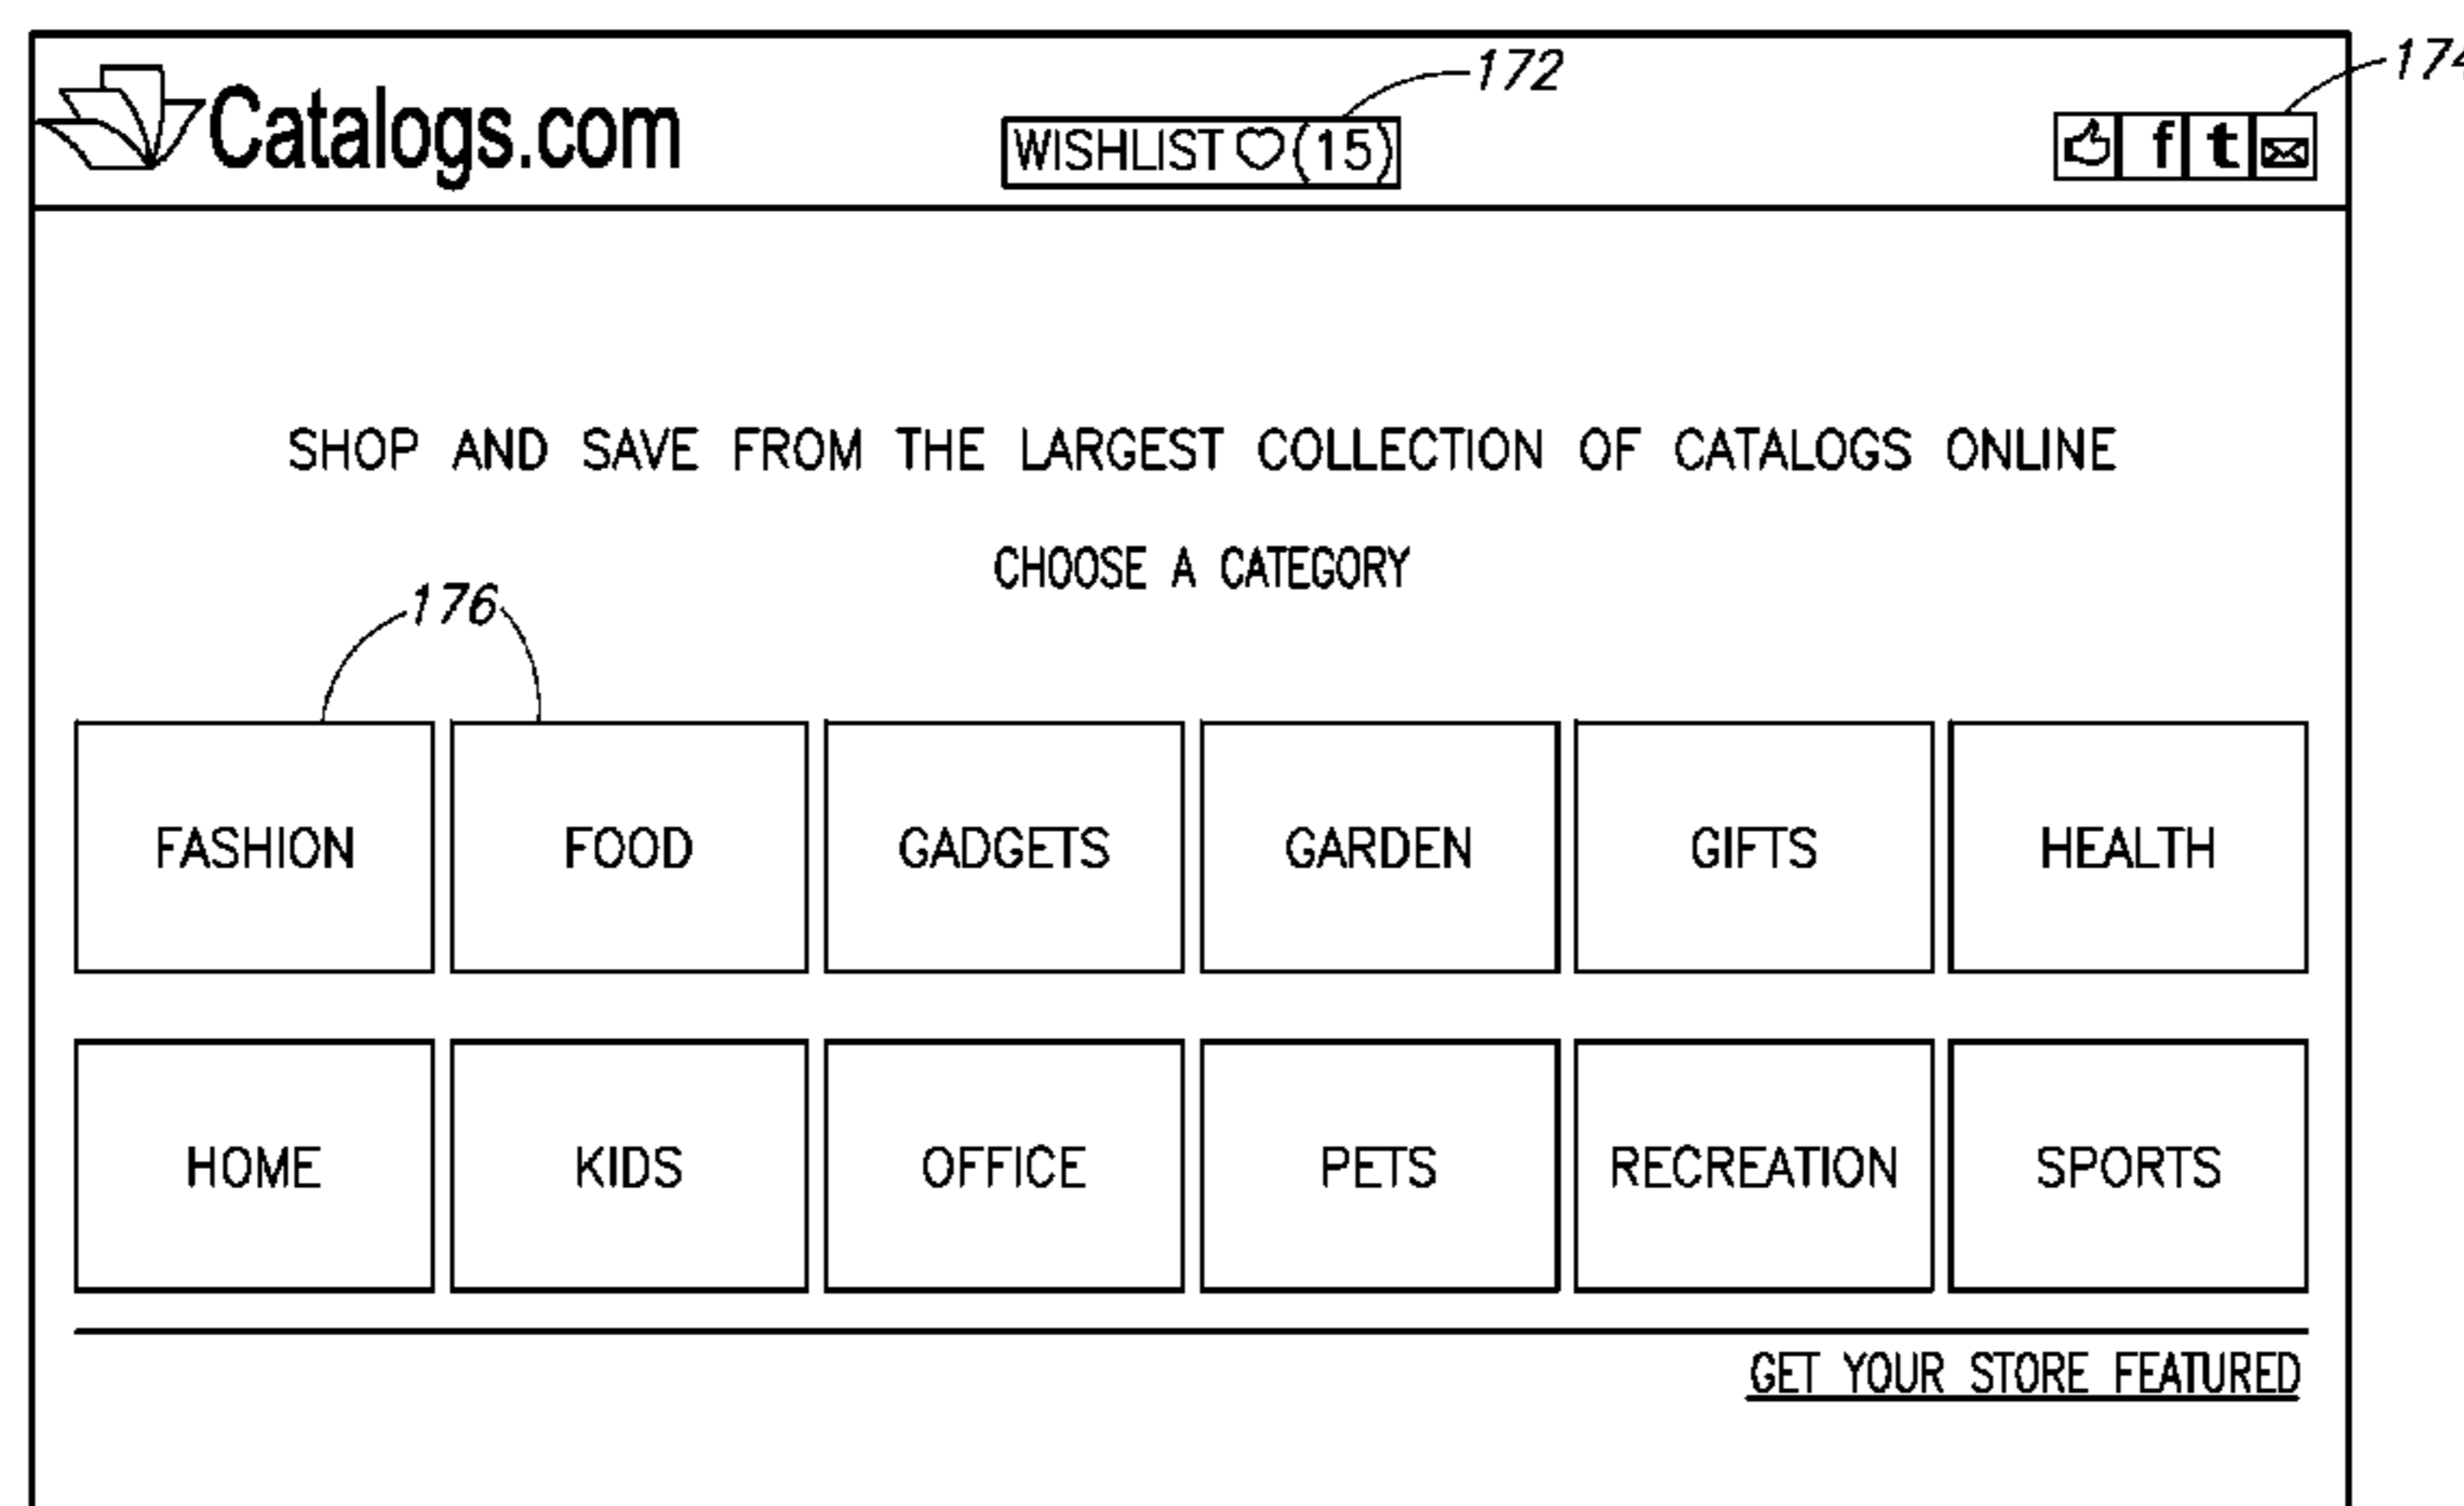 172
174
Catalogs.com
WISHLIST ♡ (15)
f t
SHOP AND SAVE FROM THE LARGEST COLLECTION OF CATALOGS ONLINE
CHOOSE A CATEGORY
176
FASHION FOOD GADGETS GARDEN GIFTS HEALTH
HOME KIDS OFFICE PETS RECREATION SPORTS
GET YOUR STORE FEATURED